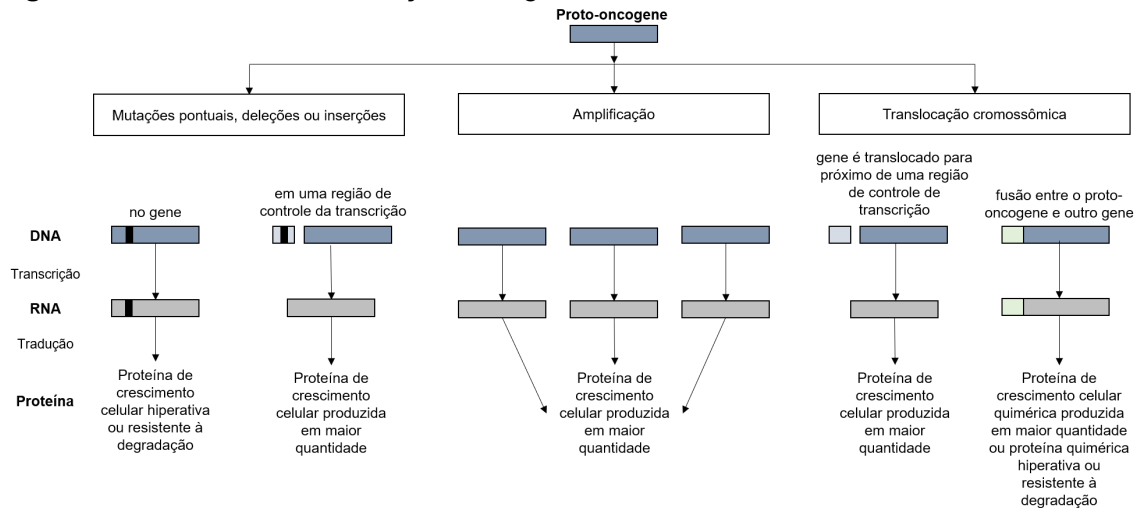 Proto-oncogene
Mutações pontuais, deleções ou inserções
Amplificação
Translocação cromossômica
no gene
em uma região de
controle da transcrição
gene é translocado para
próximo de uma região
de controle de
transcrição
fusão entre o proto-
oncogene e outro gene
DNA
Transcrição
RNA
Tradução
Proteína
Proteína de
crescimento
celular hiperativa
ou resistente à
degradação
Proteína de
crescimento
celular produzida
em maior
quantidade
Proteína de
crescimento
celular produzida
em maior
quantidade
Proteína de
crescimento
celular produzida
em maior
quantidade
Proteína de
crescimento celular
quimérica produzida
em maior quantidade
ou proteína quimérica
hiperativa ou
resistente à
degradação